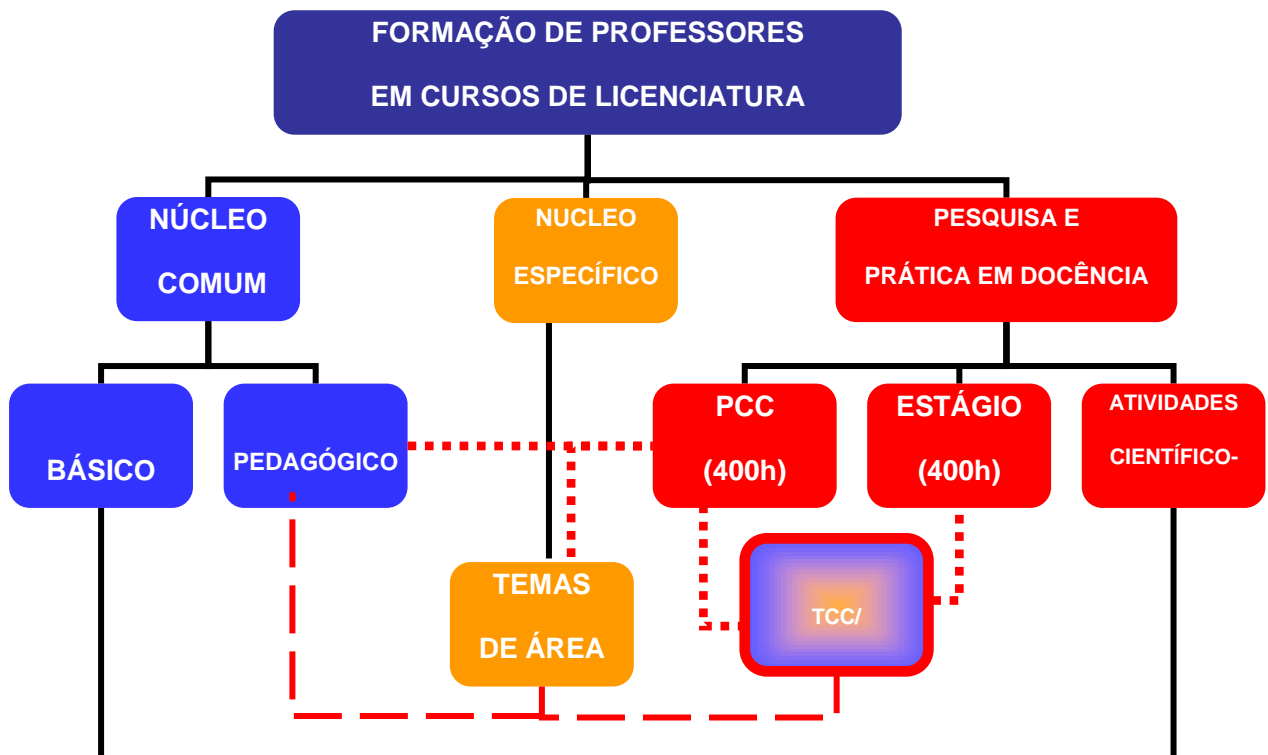 FORMAÇÃO DE PROFESSORES
EM CURSOS DE LICENCIATURA
NÚCLEO
COMUM
NUCLEO
ESPECÍFICO
PESQUISA E
PRÁTICA EM DOCÊNCIA
BÁSICO
PEDAGÓGICO
PCC
(400h)
ESTÁGIO
(400h)
ATIVIDADES
CIENTÍFICO-
TEMAS
DE ÁREA
TCC/